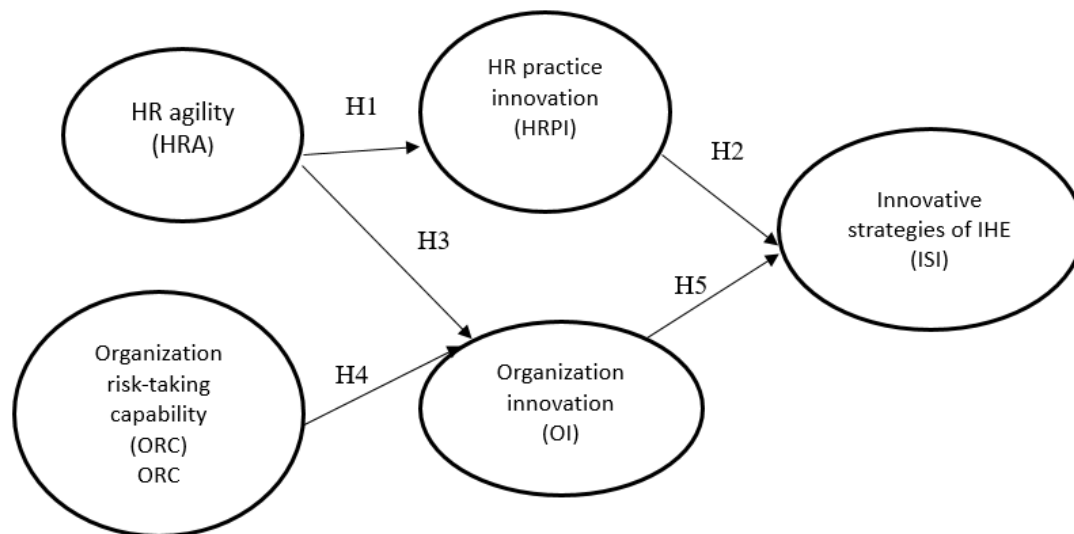 HR agility
(HRA)
H1
HR practice
innovation
(HRPI)
H2
Innovative
strategies of IHE
(ISI)
H3
Organization
risk-taking
capability
(ORC)
ORC
H4
Organization
innovation
(OI)
H5